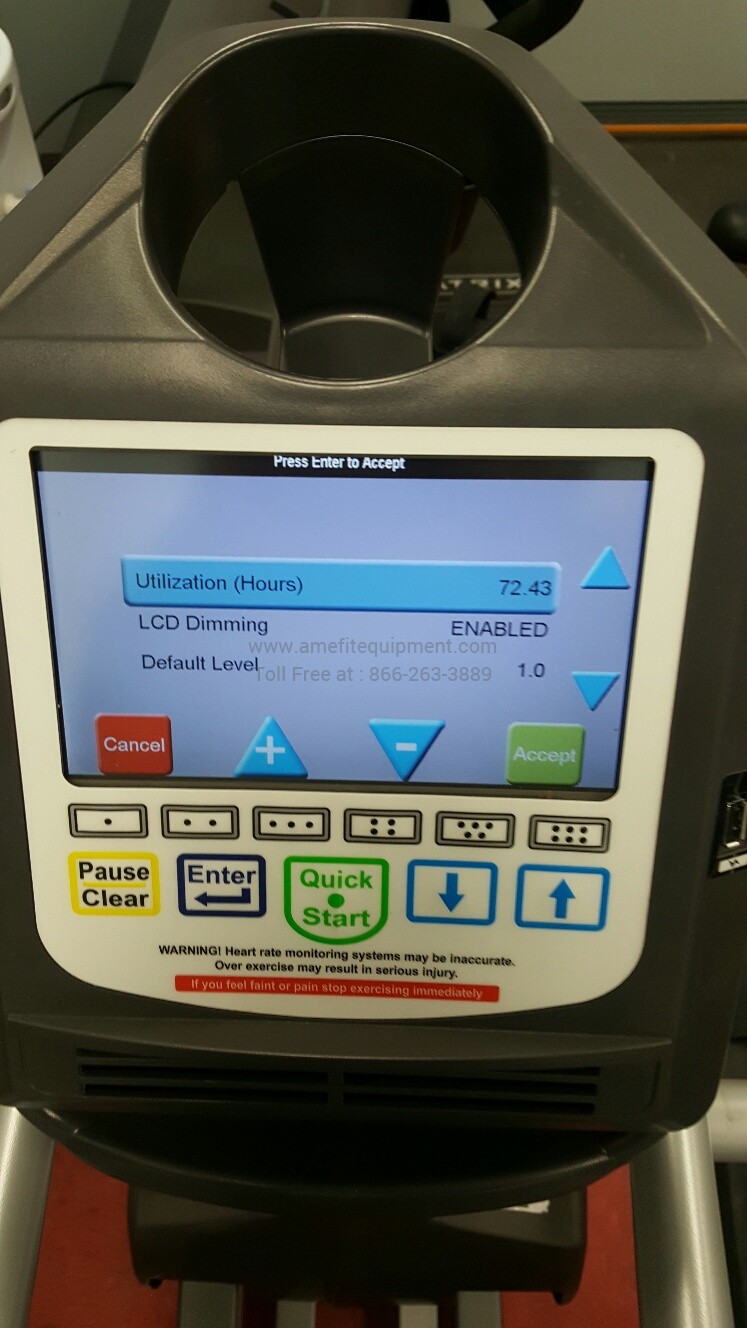 Press Enter to Accept
Utilization (Hours) 72.43
LCD Dimming ENABLED
www.amefitequipment.com
Default Level 1.0
Toll Free at : 866-263-3889
Cancel + - Accept
Pause Enter Quick
Clear Start
WARNING! Heart rate monitoring systems may be inaccurate.
Over exercise may result in serious injury.
If you feel faint or pain stop exercising immediately